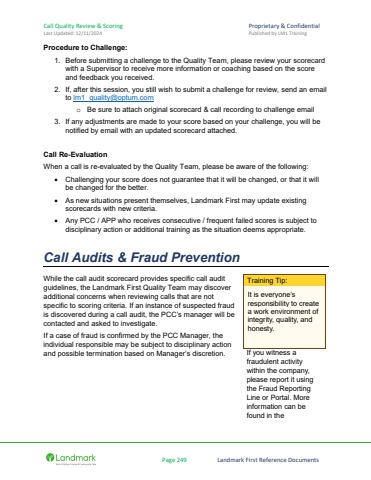 Call Quality Review & Scoring
Proprietary & Confidential
Last Updated: 12/11/2024
Published by LM1 Training
Procedure to Challenge:
1. Before submitting a challenge to the Quality Team, please review your scorecard
with a Supervisor to receive more information or coaching based on the score
and feedback you received.
2. If, after this session, you still wish to submit a challenge for review, send an email
to lm1_quality@optum.com
o Be sure to attach original scorecard & call recording to challenge email
3. If any adjustments are made to your score based on your challenge, you will be
notified by email with an updated scorecard attached.
Call Re-Evaluation
When a call is re-evaluated by the Quality Team, please be aware of the following:
• Challenging your score does not guarantee that it will be changed, or that it will
be changed for the better.
• As new situations present themselves, Landmark First may update existing
scorecards with new criteria.
• Any PCC / APP who receives consecutive / frequent failed scores is subject to
disciplinary action or additional training as the situation deems appropriate.
Call Audits & Fraud Prevention
While the call audit scorecard provides specific call audit
guidelines, the Landmark First Quality Team may discover
additional concerns when reviewing calls that are not
specific to scoring criteria. If an instance of suspected fraud
is discovered during a call audit, the PCC's manager will be
contacted and asked to investigate.
If a case of fraud is confirmed by the PCC Manager, the
individual responsible may be subject to disciplinary action
and possible termination based on Manager's discretion.
Training Tip:
It is everyone's
responsibility to create
a work environment of
integrity, quality, and
honesty.
If you witness a
fraudulent activity
within the company,
please report it using
the Fraud Reporting
Line or Portal. More
information can be
found in the
Landmark
Page 249
Landmark First Reference Documents